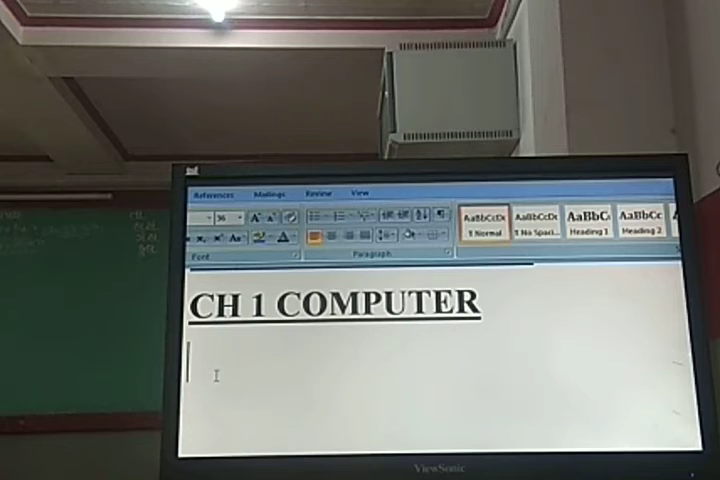 References Mailings Review View
36
AaBbCcDc AaBbCcDc AaBbC AaBbCc
¶ Normal ¶ No Spaci... Heading 1 Heading 2
Font Paragraph
CH 1 COMPUTER
ViewSonic